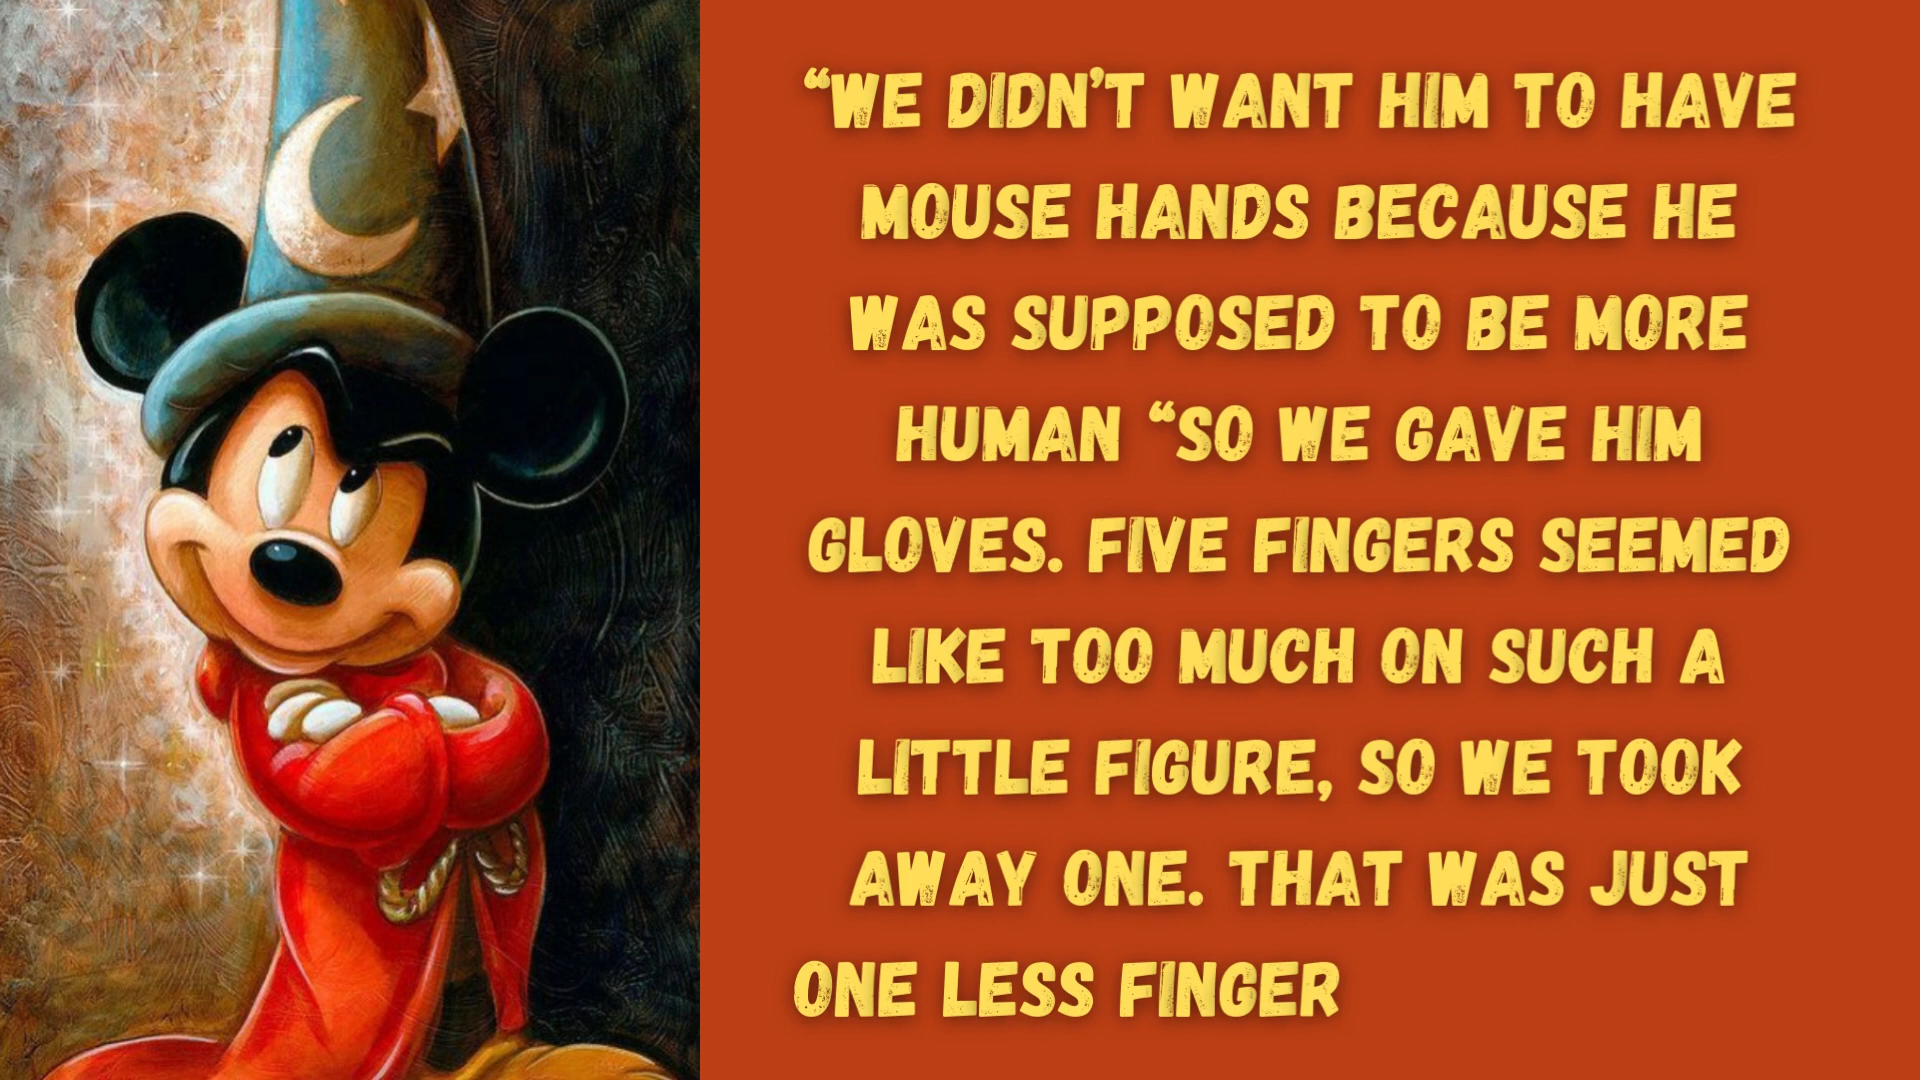 “WE DIDN’T WANT HIM TO HAVE
MOUSE HANDS BECAUSE HE
WAS SUPPOSED TO BE MORE
HUMAN “SO WE GAVE HIM
GLOVES. FIVE FINGERS SEEMED
LIKE TOO MUCH ON SUCH A
LITTLE FIGURE, SO WE TOOK
AWAY ONE. THAT WAS JUST
ONE LESS FINGER